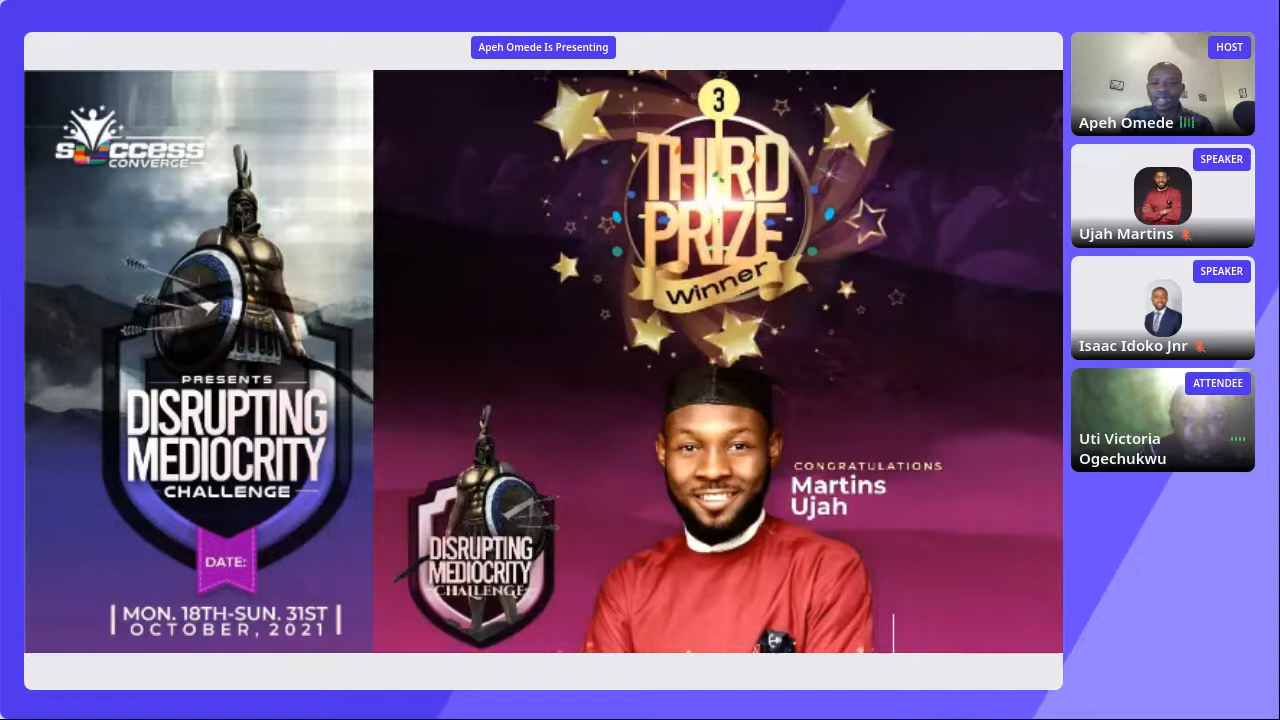 Apeh Omede Is Presenting
success
CONVERGE
PRESENTS
DISRUPTING
MEDIOCRITY
CHALLENGE
DATE:
MON. 18TH-SUN. 31ST
OCTOBER, 2021
3
THIRD
PRIZE
Winner
CONGRATULATIONS
Martins
Ujah
DISRUPTING
MEDIOCRITY
CHALLENGE
HOST
Apeh Omede
SPEAKER
Ujah Martins
SPEAKER
Isaac Idoko Jnr
ATTENDEE
Uti Victoria
Ogechukwu